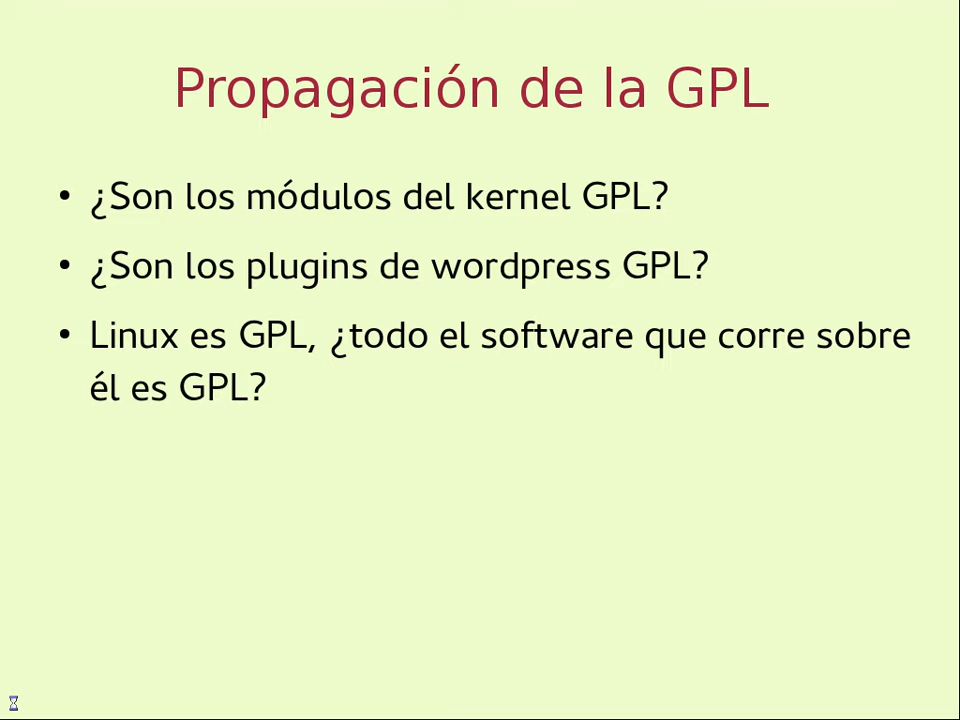 Propagación de la GPL
• ¿Son los módulos del kernel GPL?
• ¿Son los plugins de wordpress GPL?
• Linux es GPL, ¿todo el software que corre sobre
él es GPL?